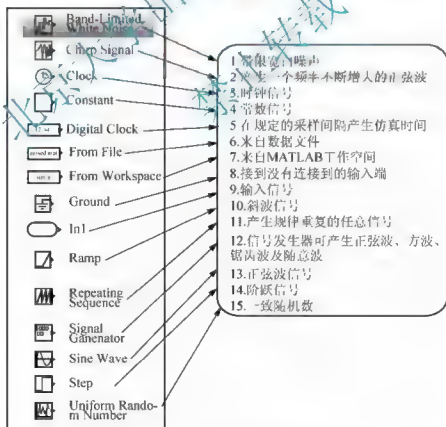 Band-Limited
White Noise
Chirp Signal
Clock
Constant
12:34
Digital Clock
From File
From Workspace
Ground
In1
Ramp
Repeating
Sequence
Signal
Ganenator
Sine Wave
Step
Uniform Rando-
m Number
1.带限宽白噪声
2.产生一个频率不断增大的正弦波
3.时钟信号
4.常数信号
5.在规定的采样间隔产生仿真时间
6.来自数据文件
7.来自MATLAB工作空间
8.接到没有连接到的输入端
9.输入信号
10.斜波信号
11.产生规律重复的任意信号
12.信号发生器可产生正弦波、方波、
锯齿波及随意波
13.正弦波信号
14.阶跃信号
15.一致随机数